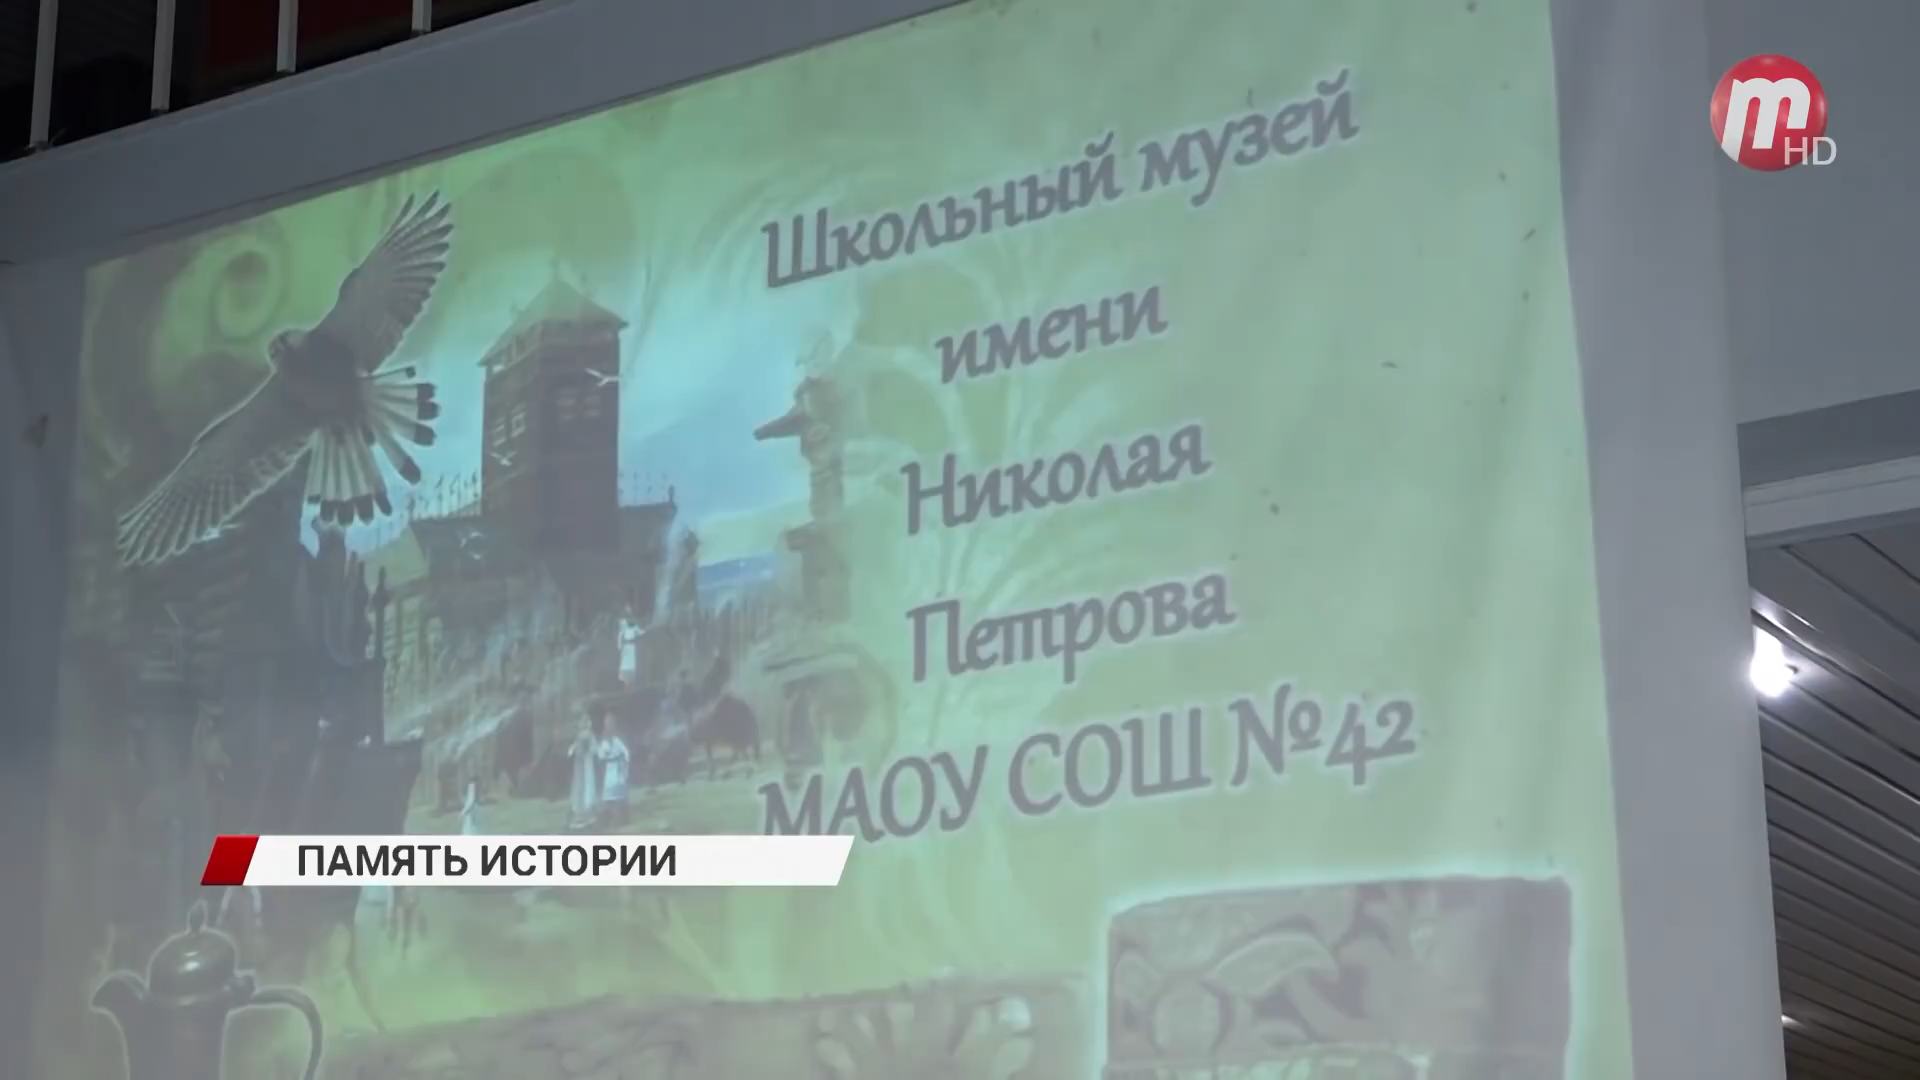 m
HD
Школьный музей
имени
Николая
Петрова
МАОУ СОШ №42
ПАМЯТЬ ИСТОРИИ